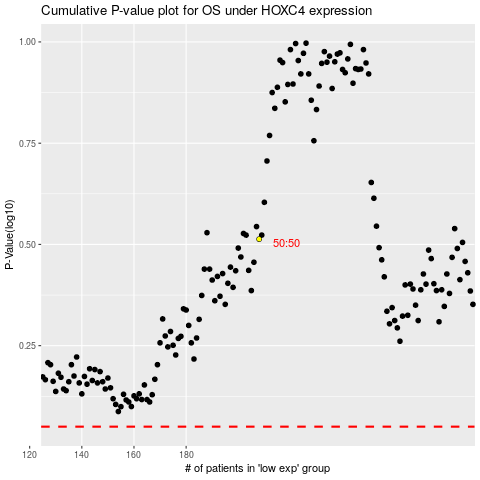 Cumulative P-value plot for OS under HOXC4 expression
P-Value(log10)
1.00
0.75
0.50
0.25
50:50
120 140 160 180
# of patients in 'low exp' group